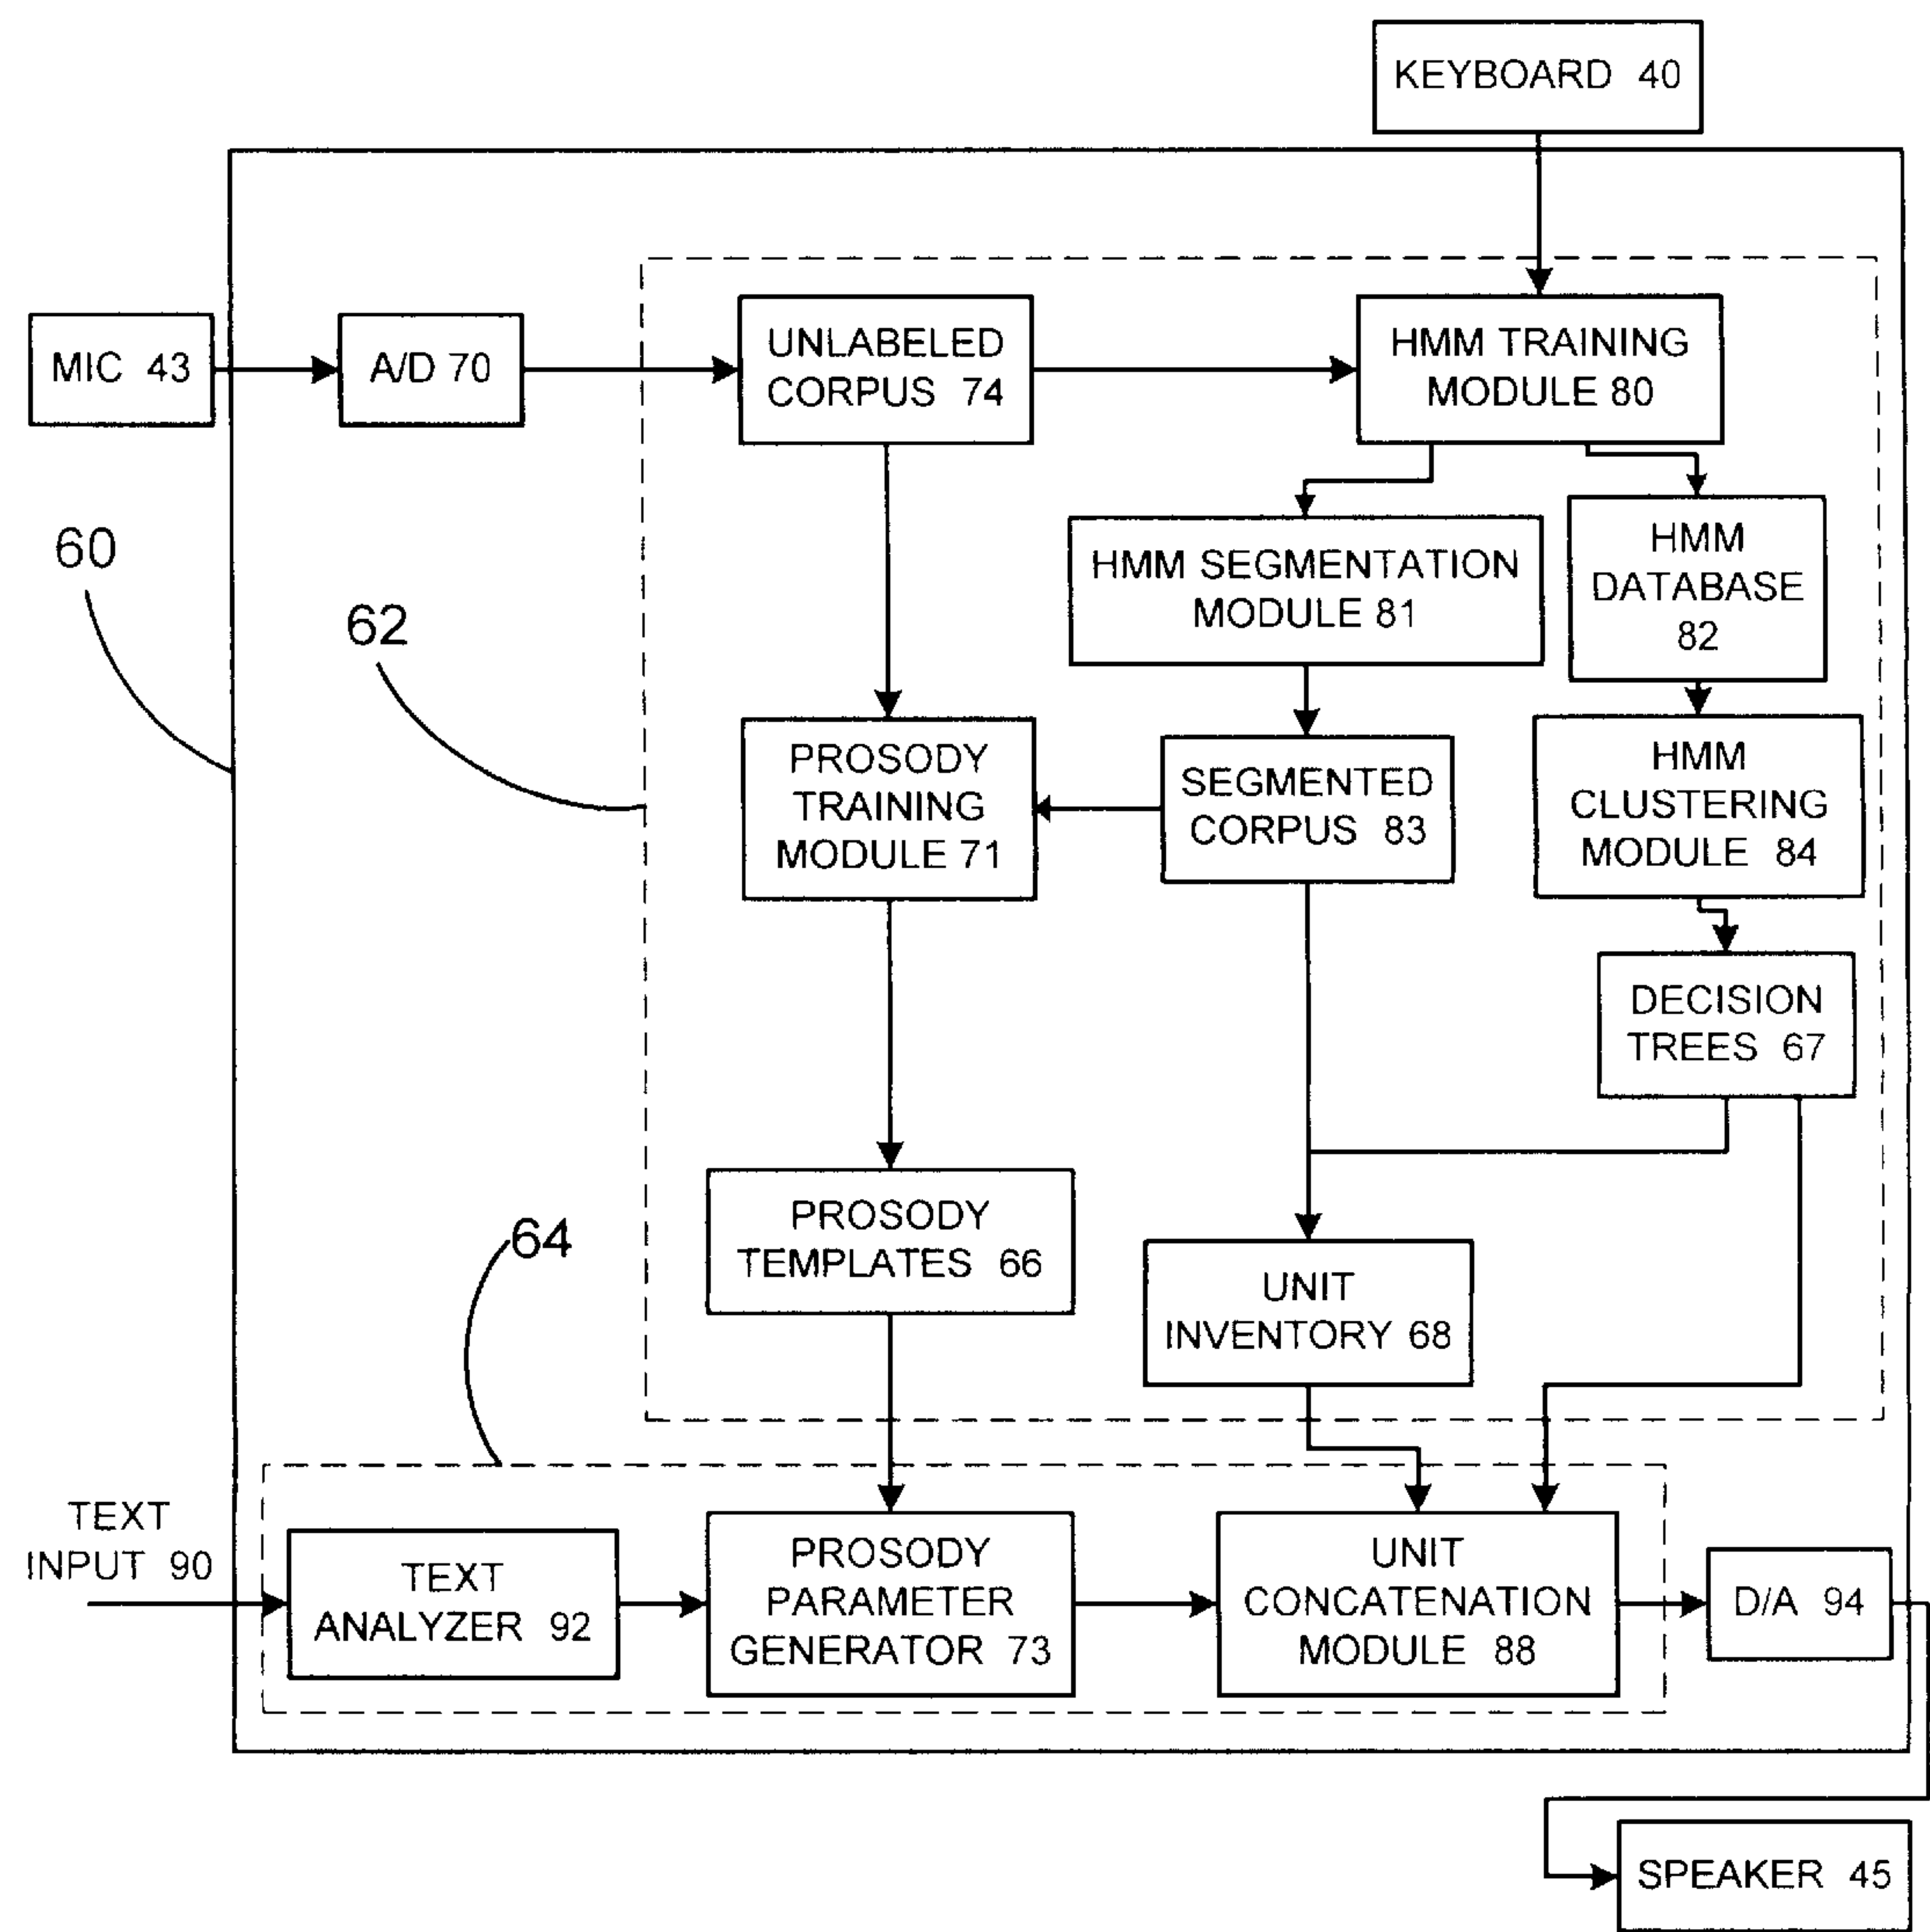 KEYBOARD 40
MIC 43
A/D 70
UNLABELED
CORPUS 74
HMM TRAINING
MODULE 80
60
62
HMM SEGMENTATION
MODULE 81
HMM
DATABASE
82
PROSODY
TRAINING
MODULE 71
SEGMENTED
CORPUS 83
HMM
CLUSTERING
MODULE 84
DECISION
TREES 67
64
PROSODY
TEMPLATES 66
UNIT
INVENTORY 68
TEXT
INPUT 90
TEXT
ANALYZER 92
PROSODY
PARAMETER
GENERATOR 73
UNIT
CONCATENATION
MODULE 88
D/A 94
SPEAKER 45